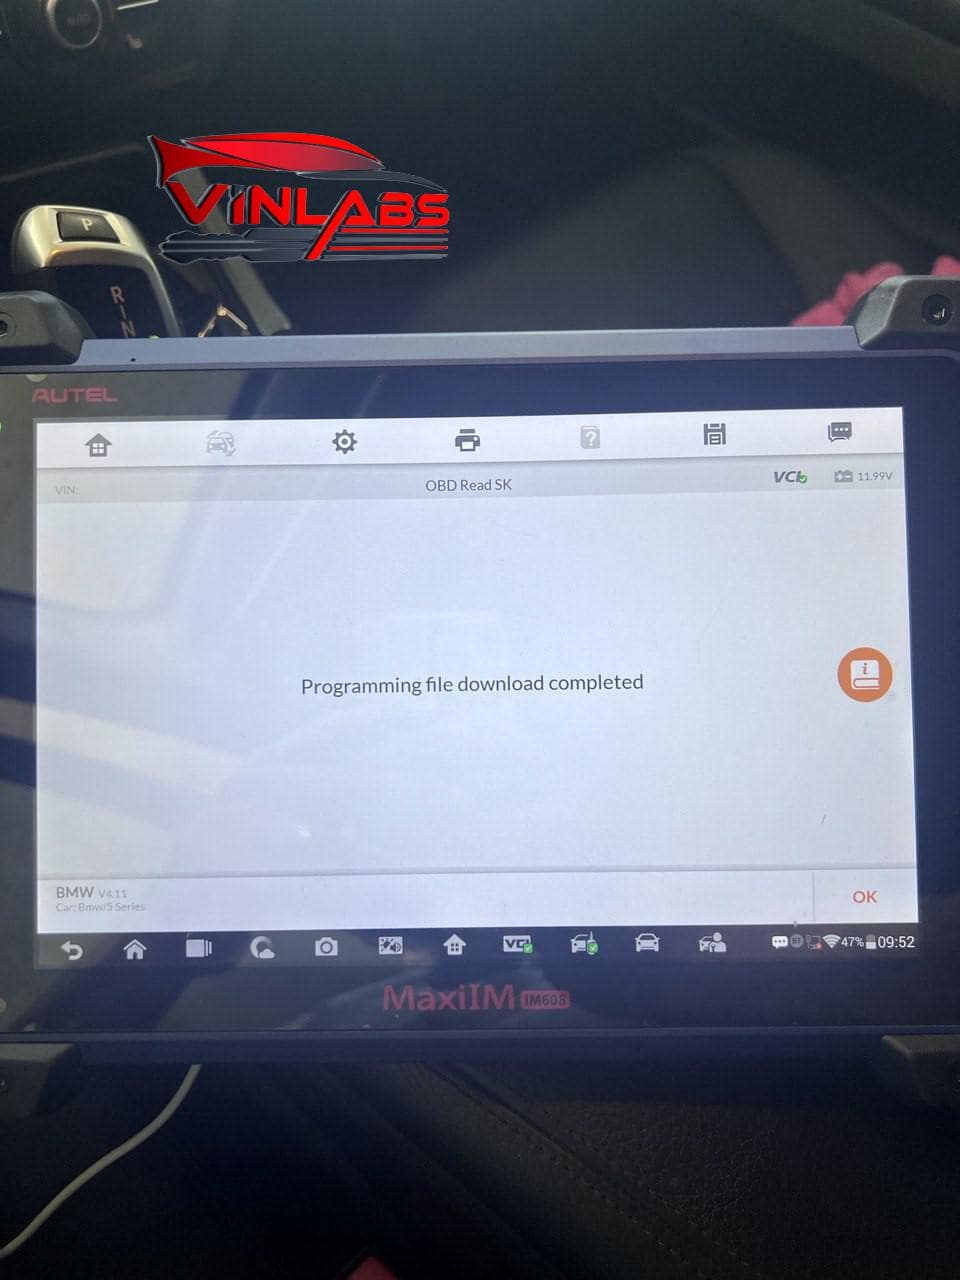 P
VINLABS
R
N
AUTEL
VIN:
OBD Read SK
VCI
11.99V
Programming file download completed
BMW V4.11
Car: Bmw/5 Series
OK
VCI
47%
09:52
MaxiIM IM608